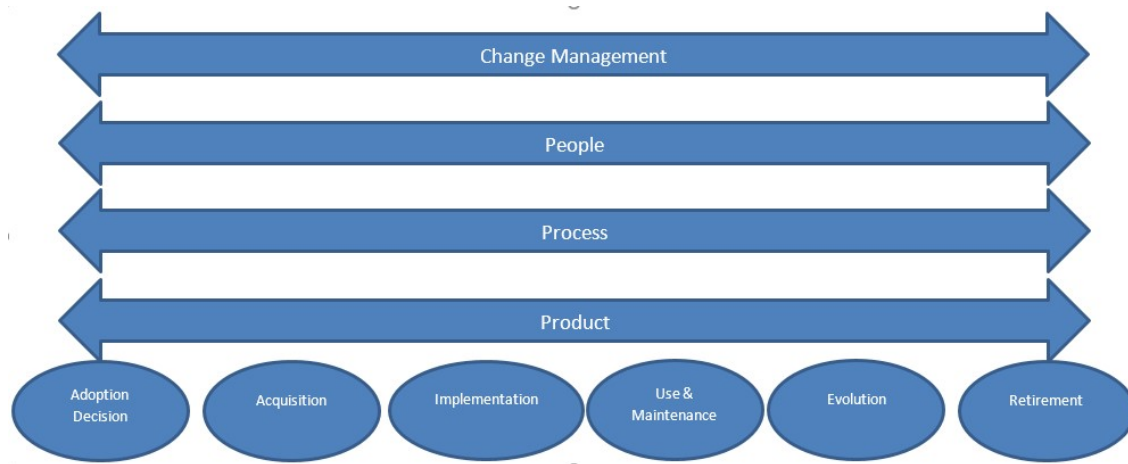 Change Management
People
Process
Product
Adoption
Decision
Acquisition
Implementation
Use &
Maintenance
Evolution
Retirement